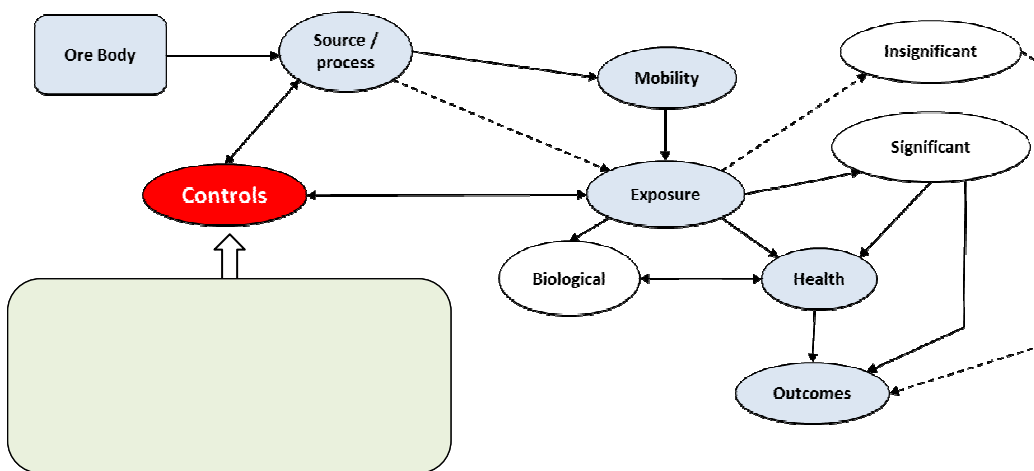 Ore Body
Source /
process
Mobility
Insignificant
Significant
Controls
Exposure
Biological
Health
Outcomes